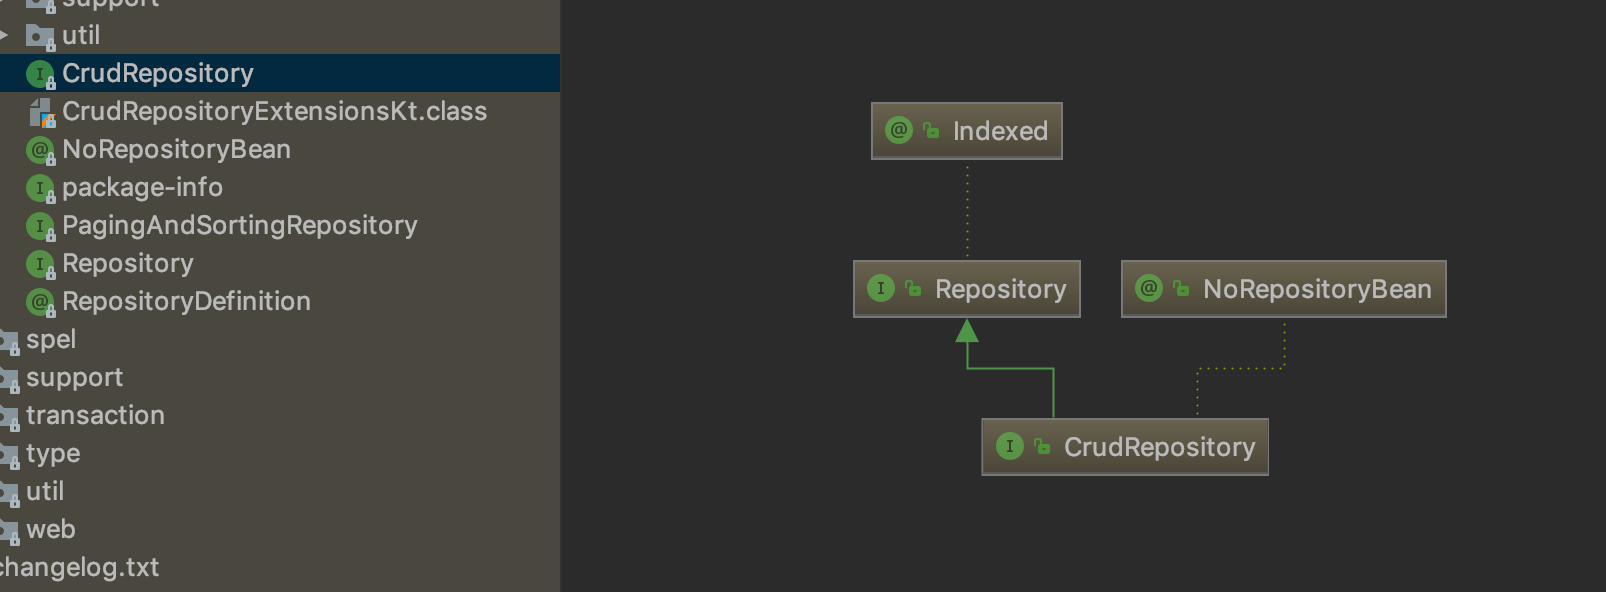 support
util
CrudRepository
CrudRepositoryExtensionsKt.class
NoRepositoryBean
package-info
PagingAndSortingRepository
Repository
RepositoryDefinition
spel
support
transaction
type
util
web
changelog.txt
Indexed
Repository
NoRepositoryBean
CrudRepository